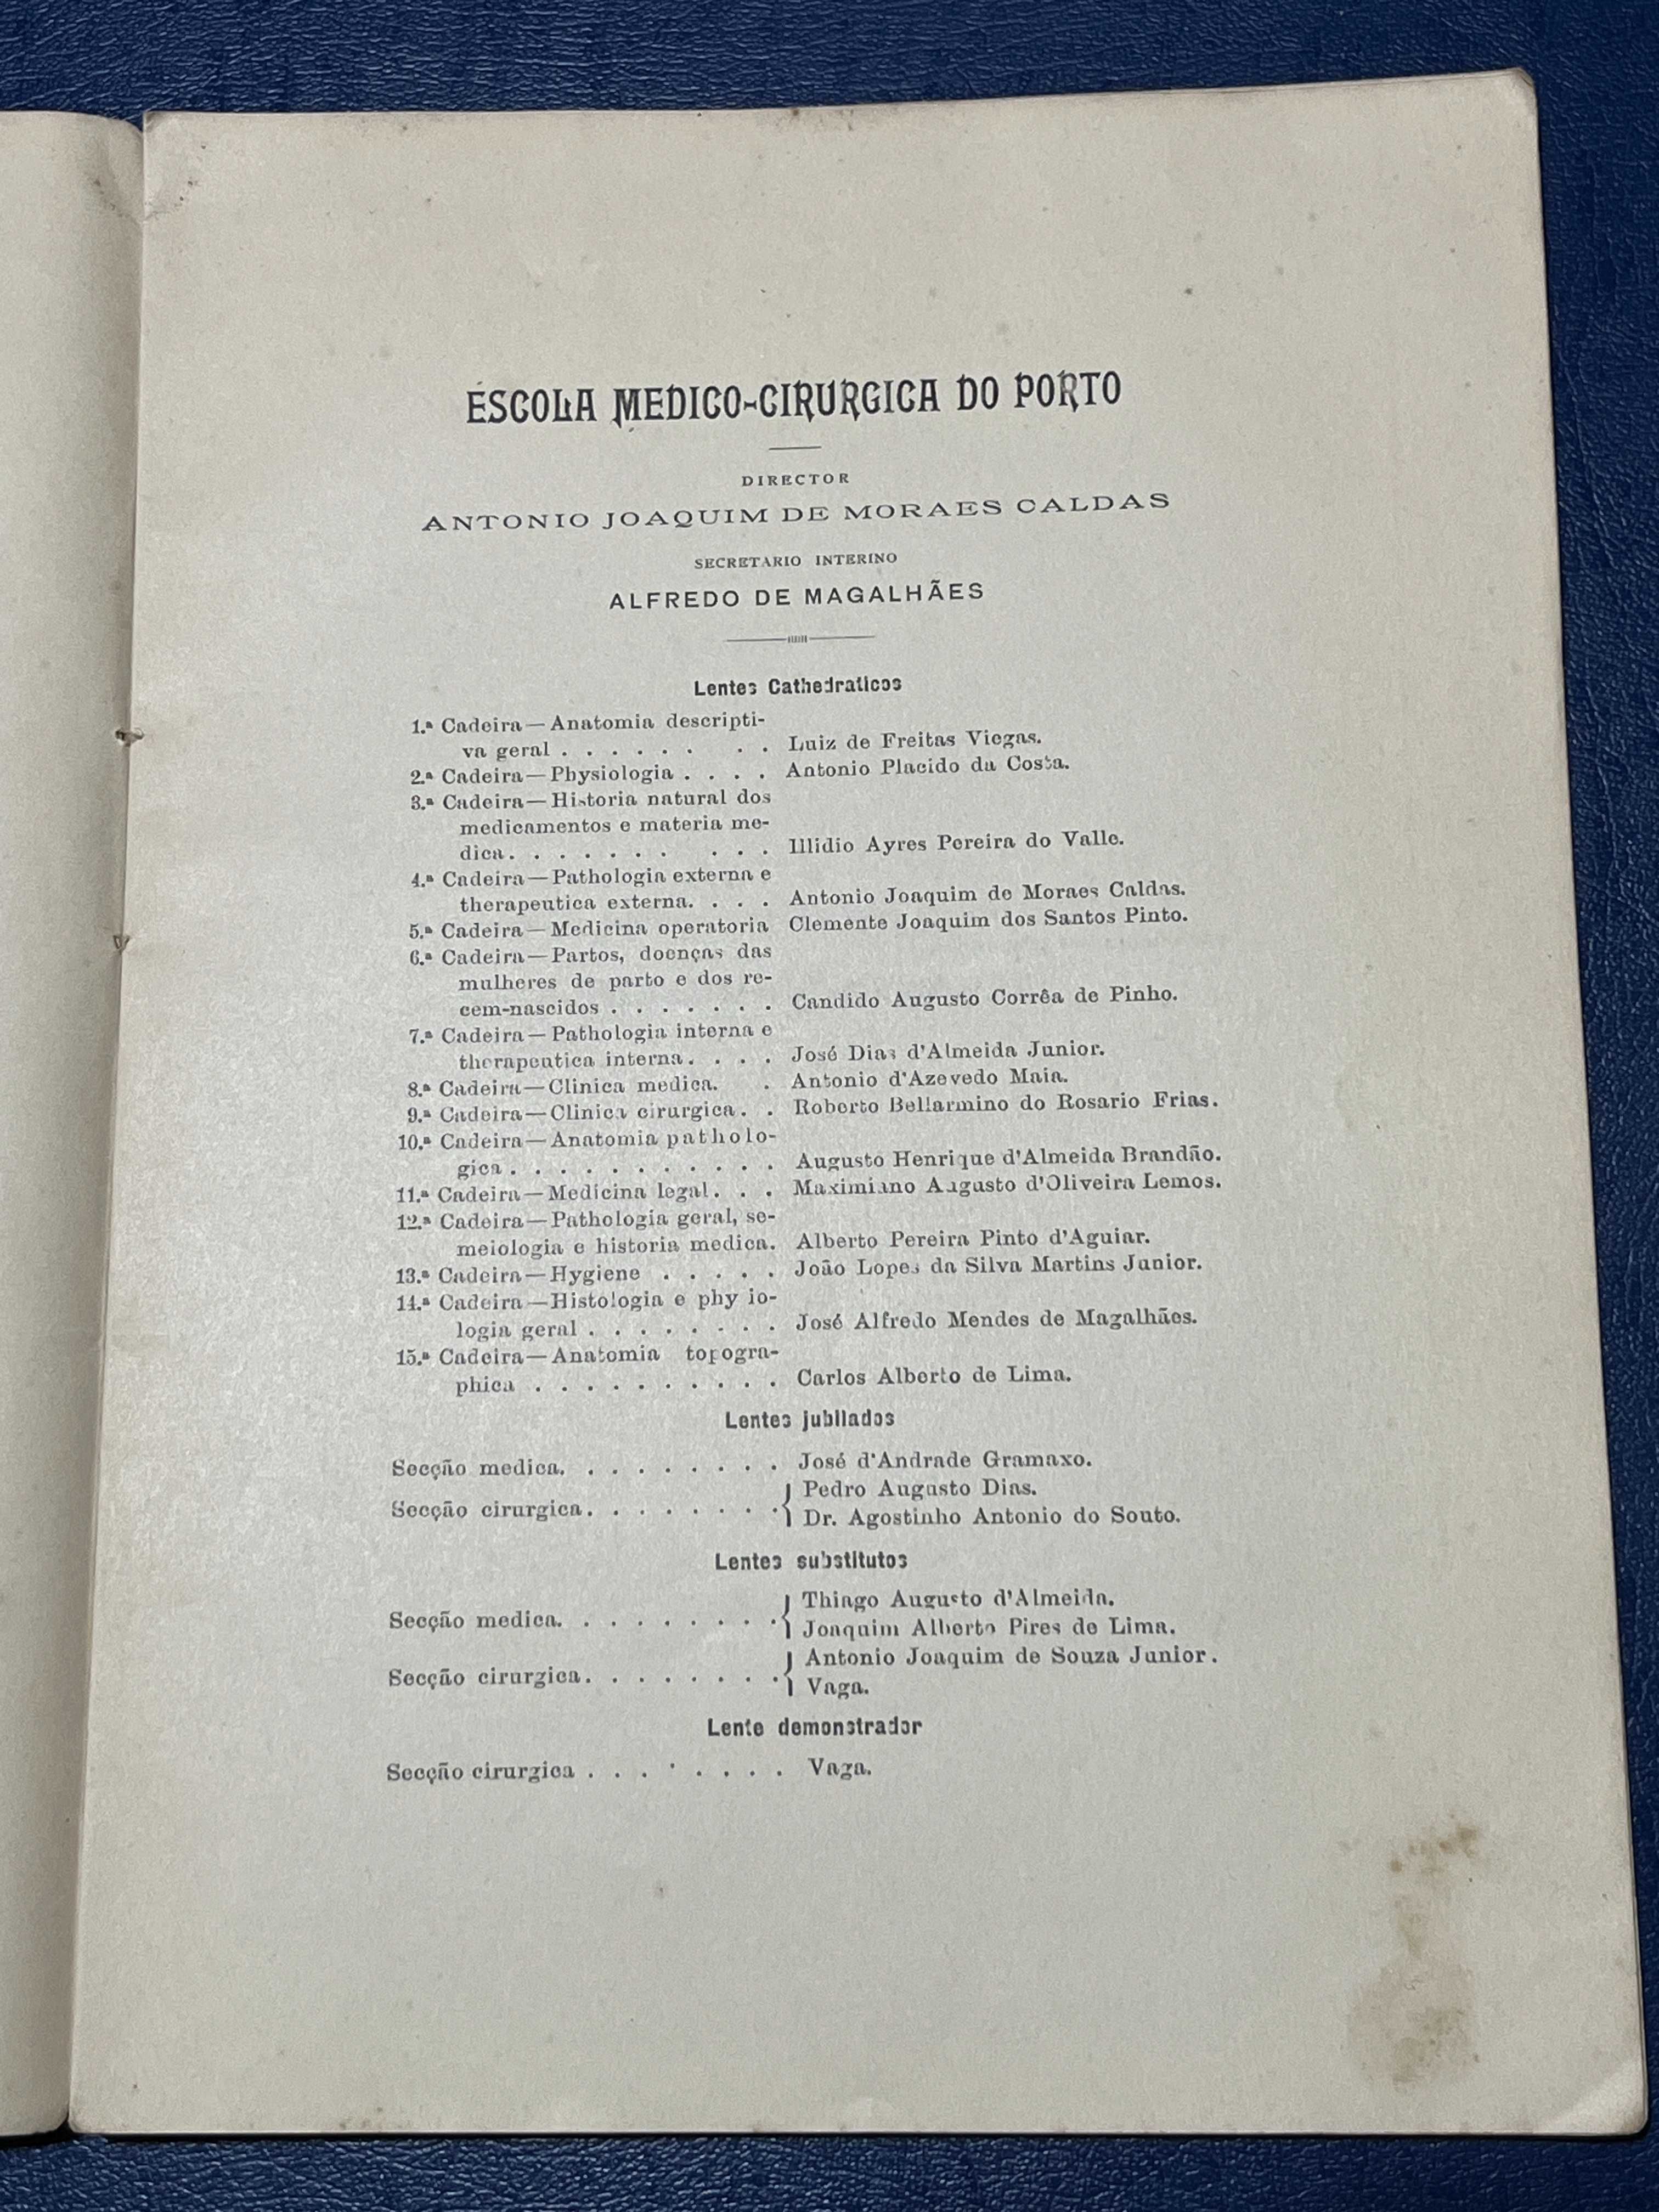 ESCOLA MEDICO-CIRURGICA DO PORTO
DIRECTOR
ANTONIO JOAQUIM DE MORAES CALDAS
SECRETARIO INTERINO
ALFREDO DE MAGALHÃES
Lentes Cathedraticos
1.ª Cadeira—Anatomia descripti-
va geral . . . . . . . . Luiz de Freitas Viegas.
2.ª Cadeira—Physiologia . . . . Antonio Placido da Costa.
3.ª Cadeira—Historia natural dos
medicamentos e materia me-
dica. . . . . . . . . . Illidio Ayres Pereira do Valle.
4.ª Cadeira—Pathologia externa e
therapeutica externa. . . . Antonio Joaquim de Moraes Caldas.
5.ª Cadeira—Medicina operatoria Clemente Joaquim dos Santos Pinto.
6.ª Cadeira—Partos, doenças das
mulheres de parto e dos re-
cem-nascidos . . . . . . . Candido Augusto Corrêa de Pinho.
7.ª Cadeira—Pathologia interna e
therapeutica interna. . . . José Dias d'Almeida Junior.
8.ª Cadeira—Clinica medica. . Antonio d'Azevedo Maia.
9.ª Cadeira—Clinica cirurgica. . Roberto Bellarmino do Rosario Frias.
10.ª Cadeira—Anatomia patholo-
gica . . . . . . . . . . . Augusto Henrique d'Almeida Brandão.
11.ª Cadeira—Medicina legal. . . Maximiano Augusto d'Oliveira Lemos.
12.ª Cadeira—Pathologia geral, se-
meiologia e historia medica. Alberto Pereira Pinto d'Aguiar.
13.ª Cadeira—Hygiene . . . . . João Lopes da Silva Martins Junior.
14.ª Cadeira—Histologia e phy io-
logia geral . . . . . . . . José Alfredo Mendes de Magalhães.
15.ª Cadeira—Anatomia topogra-
phica . . . . . . . . . . Carlos Alberto de Lima.
Lentes jubilados
Secção medica. . . . . . . . . José d'Andrade Gramaxo.
Secção cirurgica. . . . . . . . { Pedro Augusto Dias.
Dr. Agostinho Antonio do Souto.
Lentes substitutos
Secção medica. . . . . . . . . { Thiago Augusto d'Almeida.
Joaquim Alberto Pires de Lima.
Secção cirurgica. . . . . . . . { Antonio Joaquim de Souza Junior.
Vaga.
Lente demonstrador
Secção cirurgica . . . . . . . . Vaga.